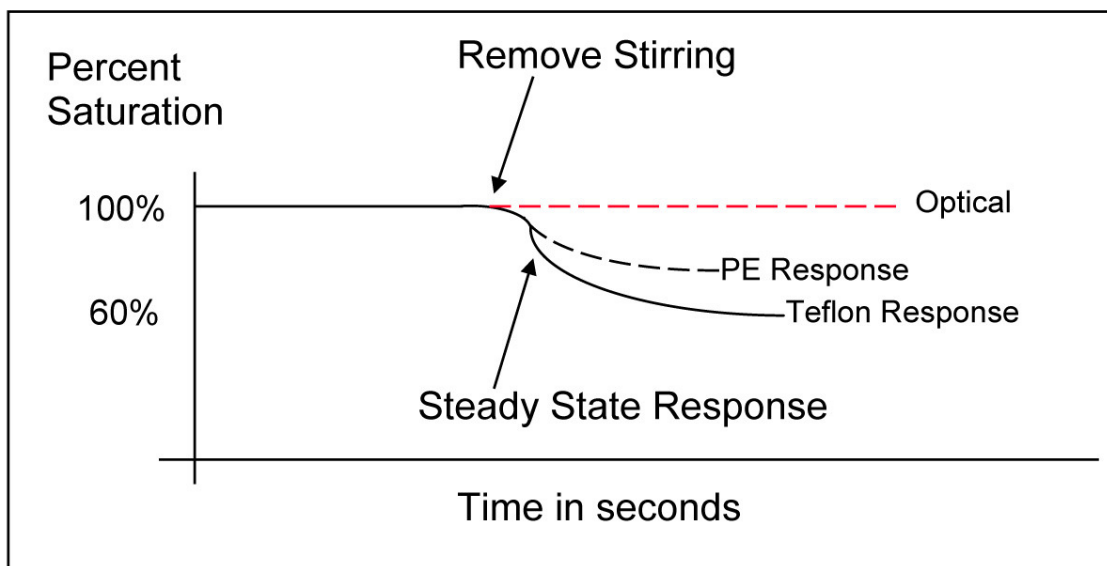 Remove Stirring
Percent
Saturation
100%
Optical
PE Response
60%
Teflon Response
Steady State Response
Time in seconds